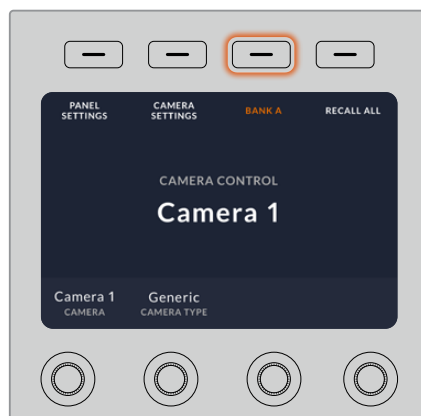 PANEL
SETTINGS
CAMERA
SETTINGS
BANK A
RECALL ALL
CAMERA CONTROL
Camera 1
Camera 1
CAMERA
Generic
CAMERA TYPE